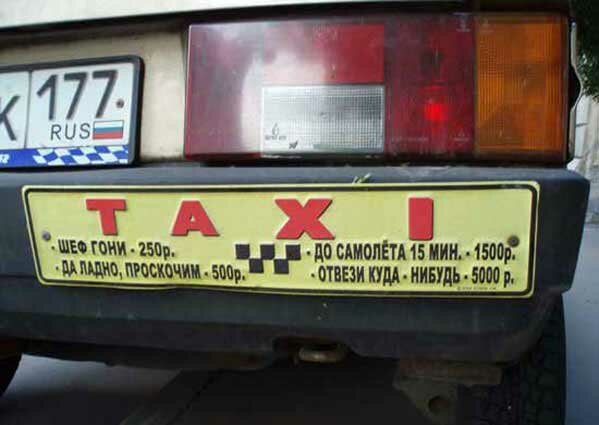 К 177
RUS
TAXI
- ШЕФ ГОНИ - 250р.
- ДА ЛАДНО, ПРОСКОЧИМ - 500р.
- ДО САМОЛЁТА 15 МИН. - 1500р.
- ОТВЕЗИ КУДА - НИБУДЬ - 5000 р.